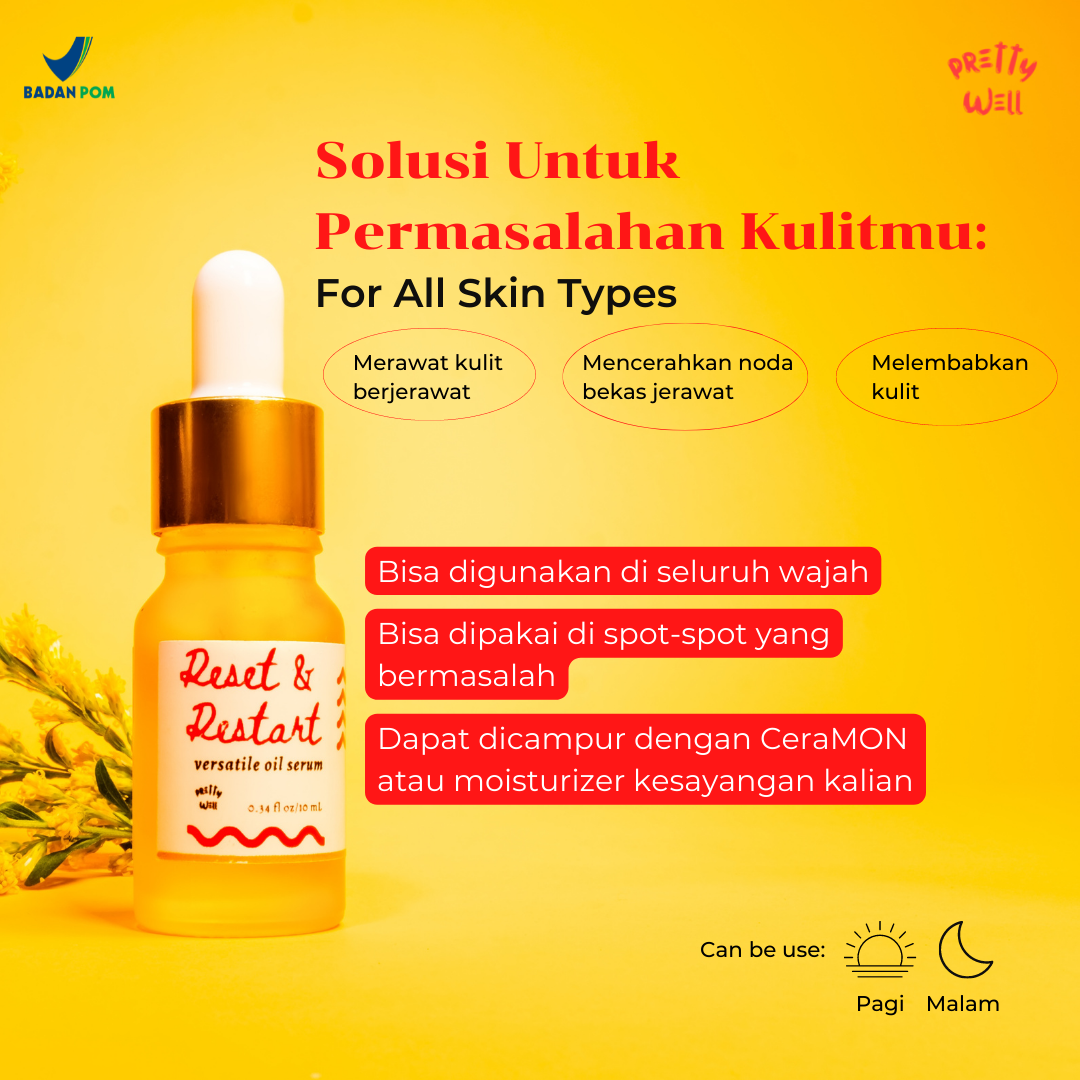 BADAN POM
PRETTY
WELL
Solusi Untuk
Permasalahan Kulitmu:
For All Skin Types
Merawat kulit
berjerawat
Mencerahkan noda
bekas jerawat
Melembabkan
kulit
Bisa digunakan di seluruh wajah
Bisa dipakai di spot-spot yang
bermasalah
Dapat dicampur dengan CeraMON
atau moisturizer kesayangan kalian
Reset &
Restart
versatile oil serum
PRETTY
WELL
0.34 fl oz/10 mL
Can be use:
Pagi Malam